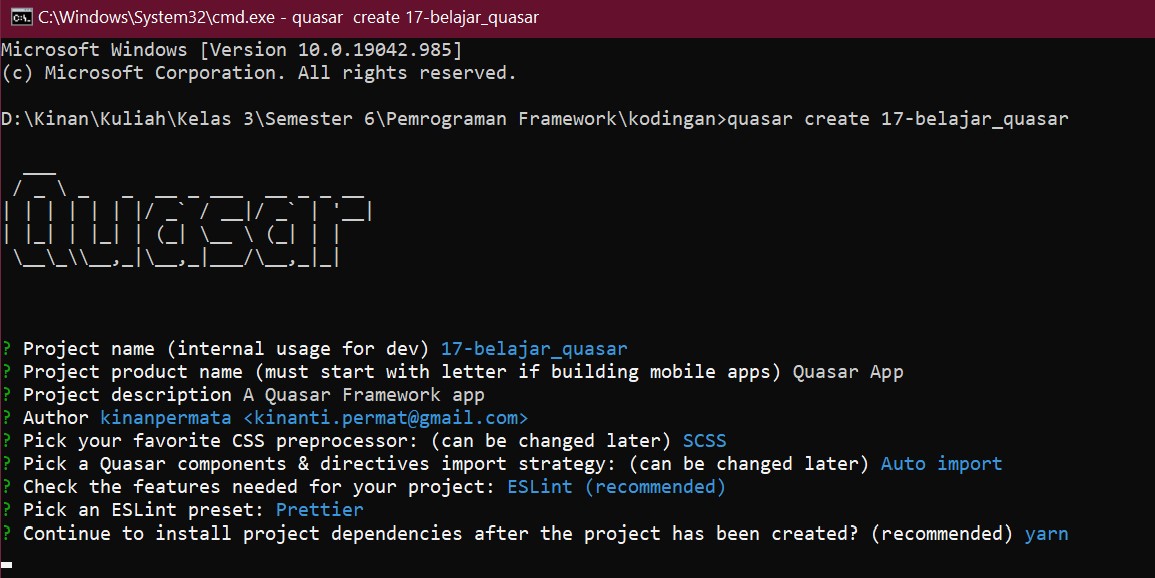 C:\Windows\System32\cmd.exe - quasar  create 17-belajar_quasar
Microsoft Windows [Version 10.0.19042.985]
(c) Microsoft Corporation. All rights reserved.
D:\Kinan\Kuliah\Kelas 3\Semester 6\Pemrograman Framework\kodingan>quasar create 17-belajar_quasar
Quasar
? Project name (internal usage for dev) 17-belajar_quasar
? Project product name (must start with letter if building mobile apps) Quasar App
? Project description A Quasar Framework app
? Author kinanpermata <kinanti.permat@gmail.com>
? Pick your favorite CSS preprocessor: (can be changed later) SCSS
? Pick a Quasar components & directives import strategy: (can be changed later) Auto import
? Check the features needed for your project: ESLint (recommended)
? Pick an ESLint preset: Prettier
? Continue to install project dependencies after the project has been created? (recommended) yarn